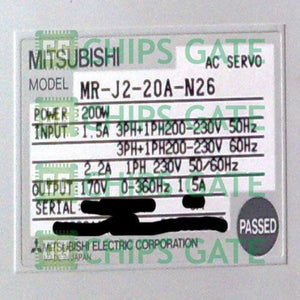 CHIPS GATE
MITSUBISHI AC SERVO
MODEL MR-J2-20A-N26
POWER 200W
INPUT 1.5A 3PH+1PH200-230V 50Hz
3PH+1PH200-230V 60Hz
2.2A 1PH 230V 50/60Hz
OUTPUT 170V 0-360Hz 1.5A
SERIAL
PASSED
MITSUBISHI ELECTRIC CORPORATION
JAPAN
CHIPS GATE